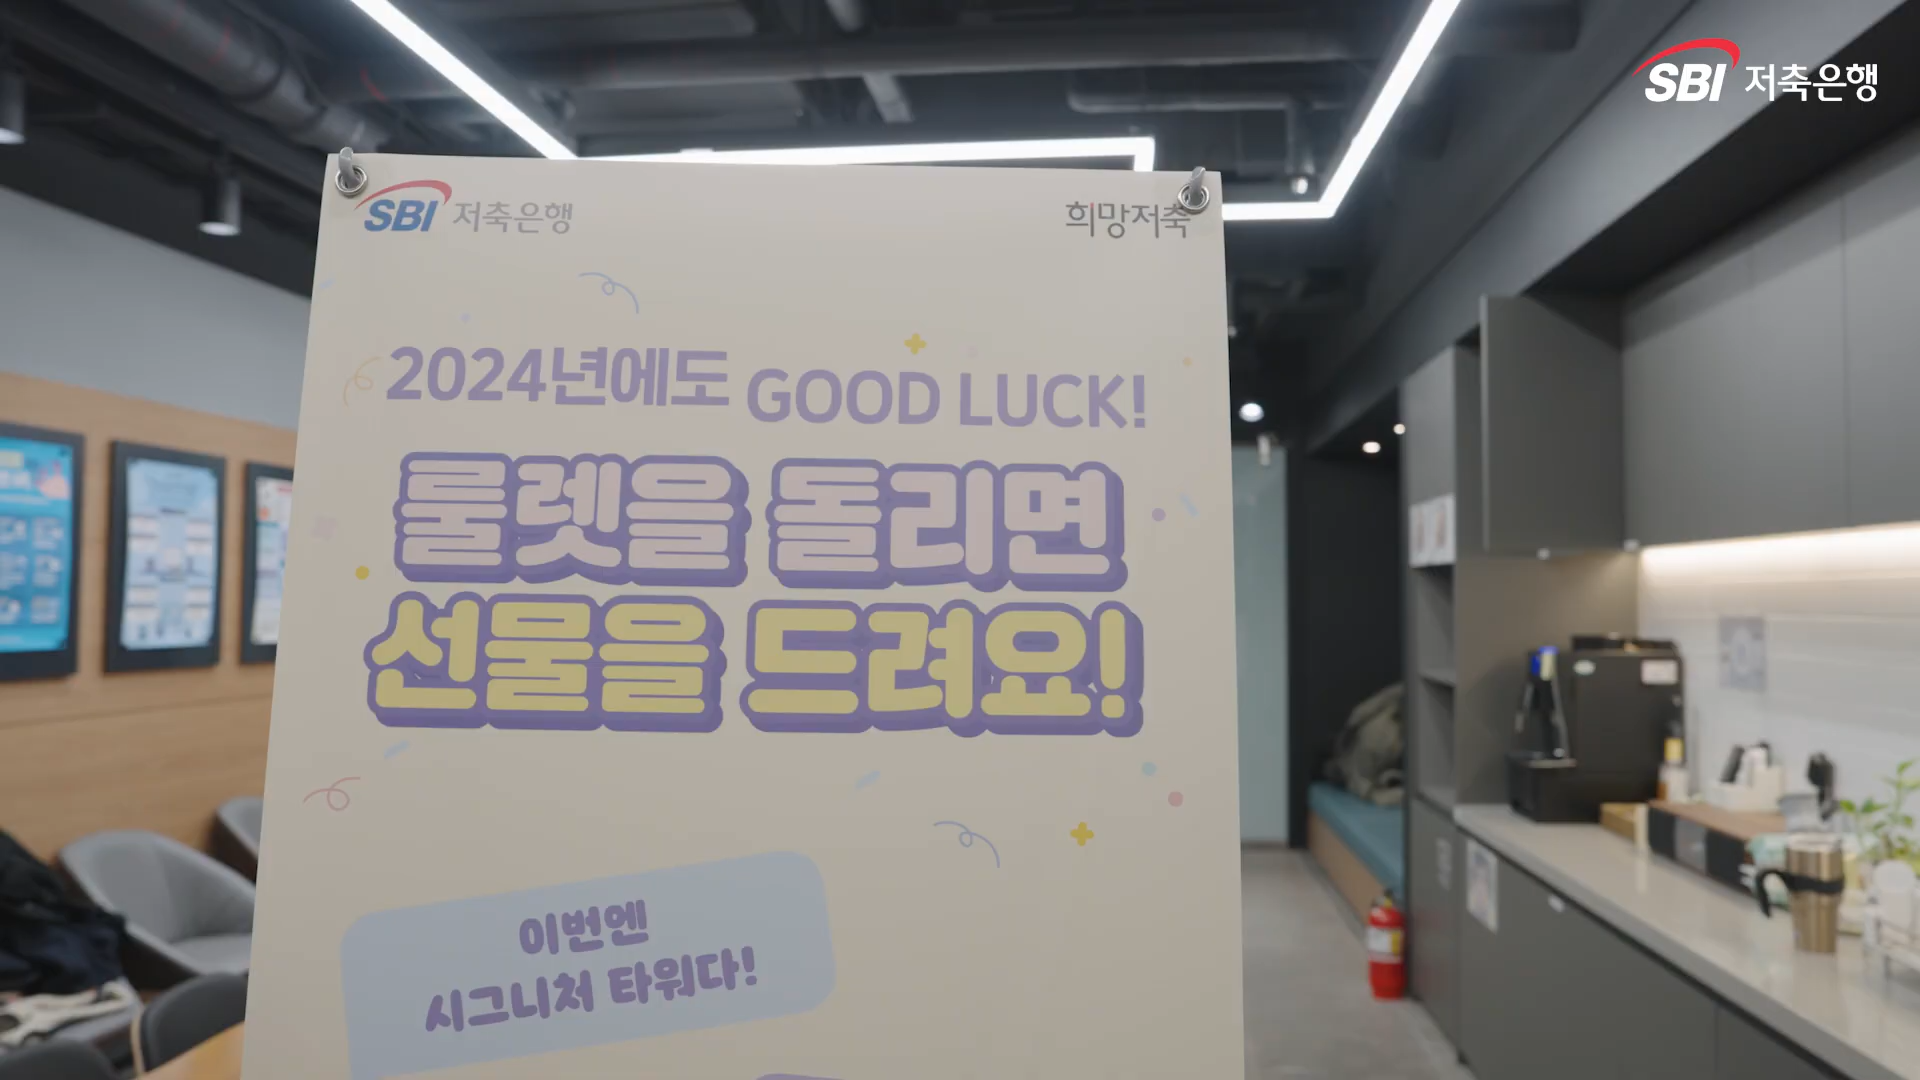 SBI 저축은행
SBI 저축은행
희망저축
2024년에도 GOOD LUCK!
룰렛을 돌리면
선물을 드려요!
이번엔
시그니처 타워다!